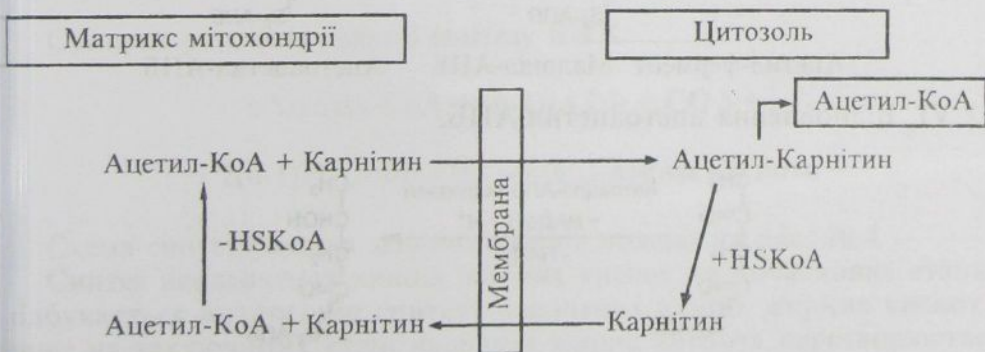 Матрикс мітохондрії
Цитозоль
Ацетил-КоА
Ацетил-КоА + Карнітин
Ацетил-Карнітин
-HSKoA
Мембрана
+HSKoA
Ацетил-КоА + Карнітин
Карнітин